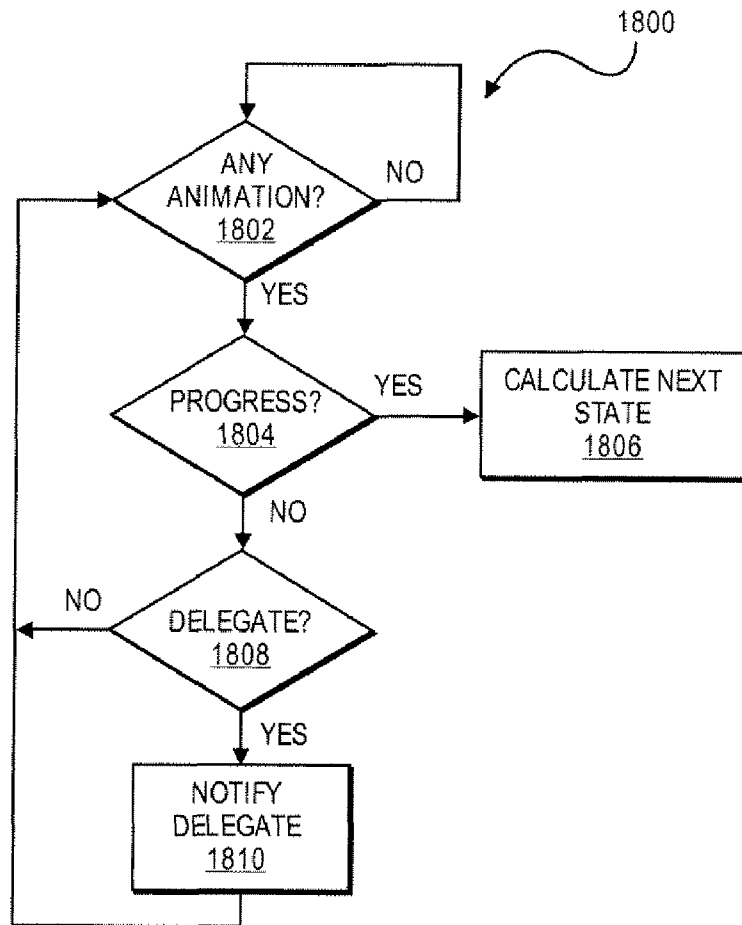 1800
ANY
ANIMATION?
1802
NO
YES
PROGRESS?
1804
YES
CALCULATE NEXT
STATE
1806
NO
NO
DELEGATE?
1808
YES
NOTIFY
DELEGATE
1810